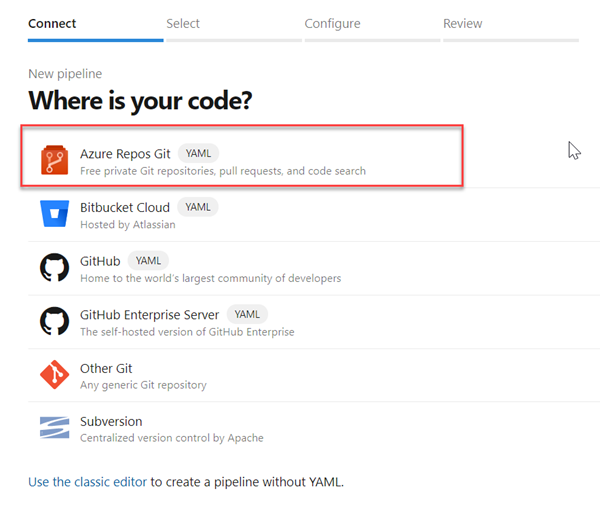 Connect
Select
Configure
Review
New pipeline
Where is your code?
Azure Repos Git YAML
Free private Git repositories, pull requests, and code search
Bitbucket Cloud YAML
Hosted by Atlassian
GitHub YAML
Home to the world's largest community of developers
GitHub Enterprise Server YAML
The self-hosted version of GitHub Enterprise
Other Git
Any generic Git repository
Subversion
Centralized version control by Apache
Use the classic editor to create a pipeline without YAML.